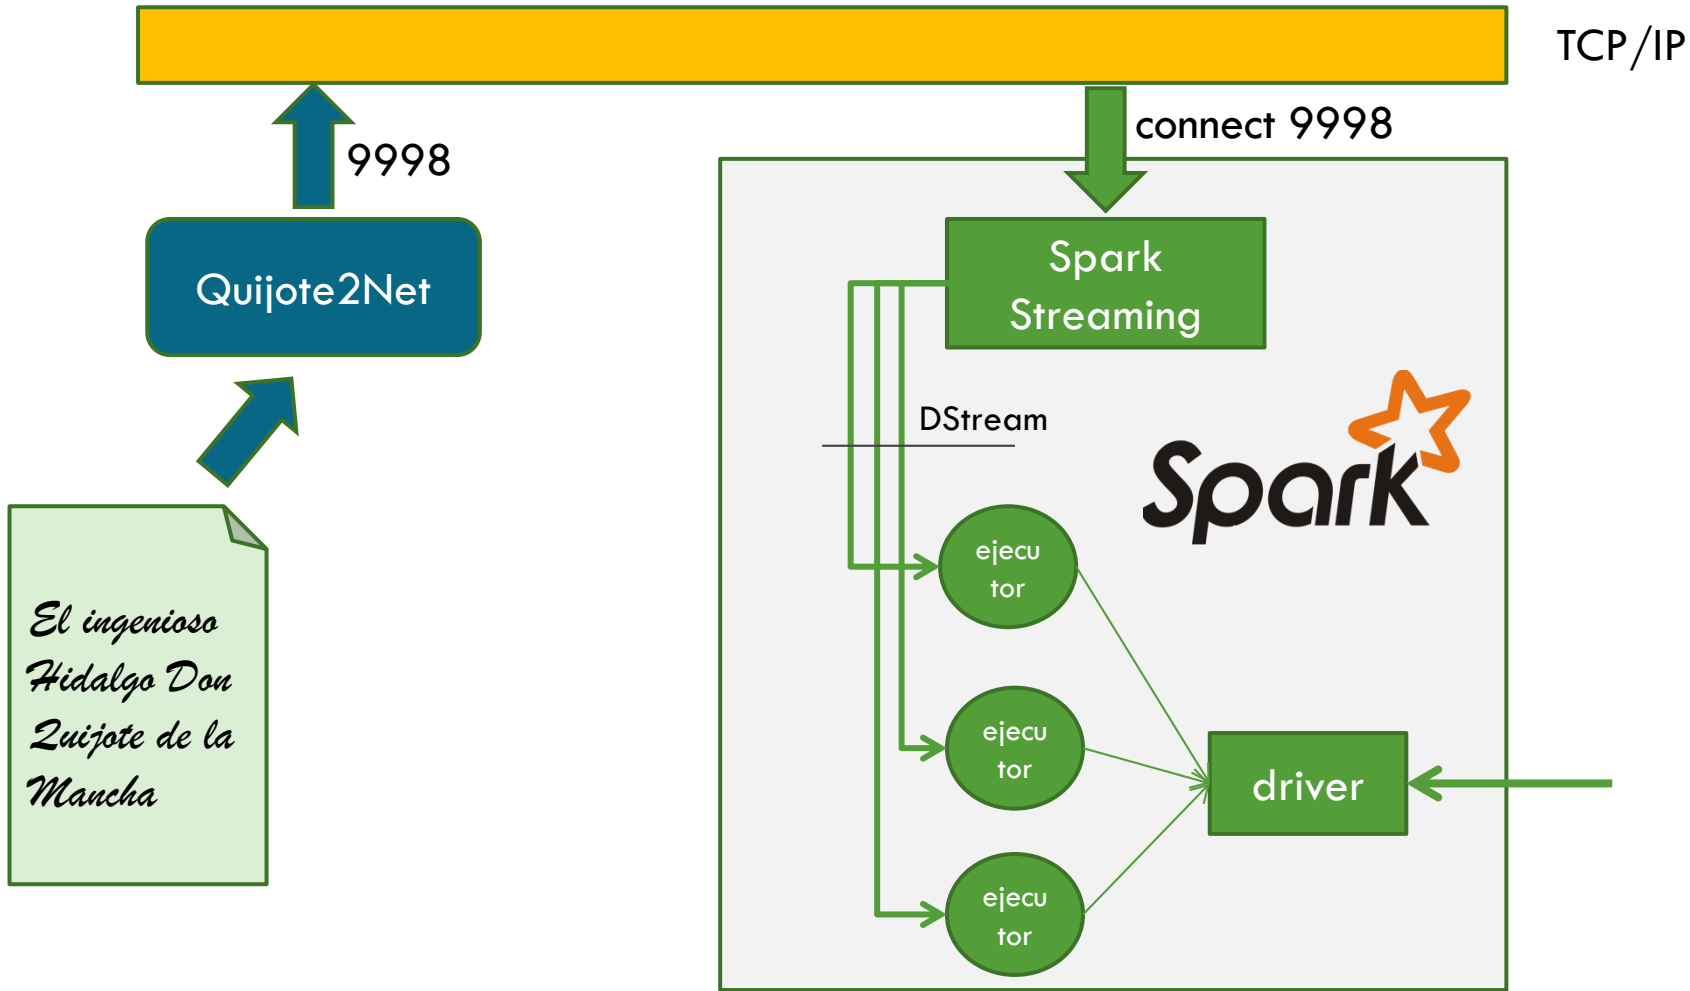 TCP/IP
connect 9998
9998
Quijote2Net
Spark
Streaming
DStream
Spark
ejecu
tor
El ingenioso
Hidalgo Don
Quijote de la
Mancha
ejecu
tor
driver
ejecu
tor